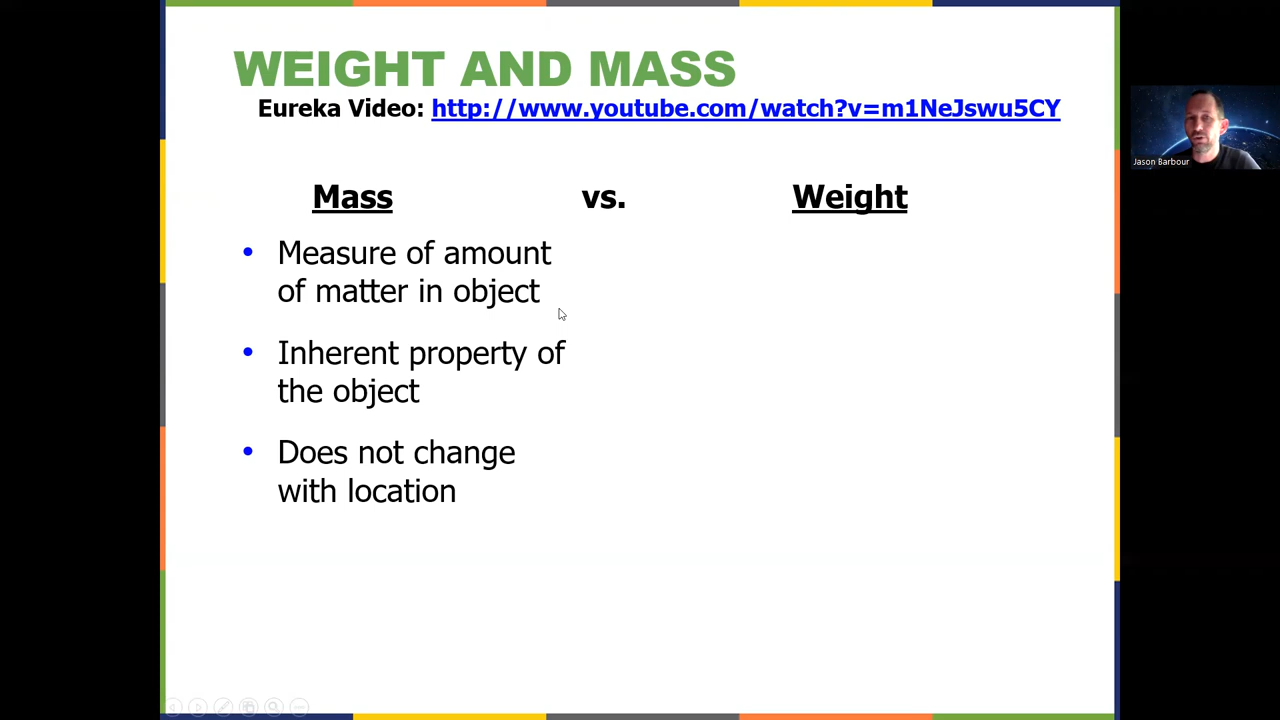 WEIGHT AND MASS
Eureka Video: http://www.youtube.com/watch?v=m1NeJswu5CY
Mass vs. Weight
• Measure of amount
of matter in object
• Inherent property of
the object
• Does not change
with location
Jason Barbour